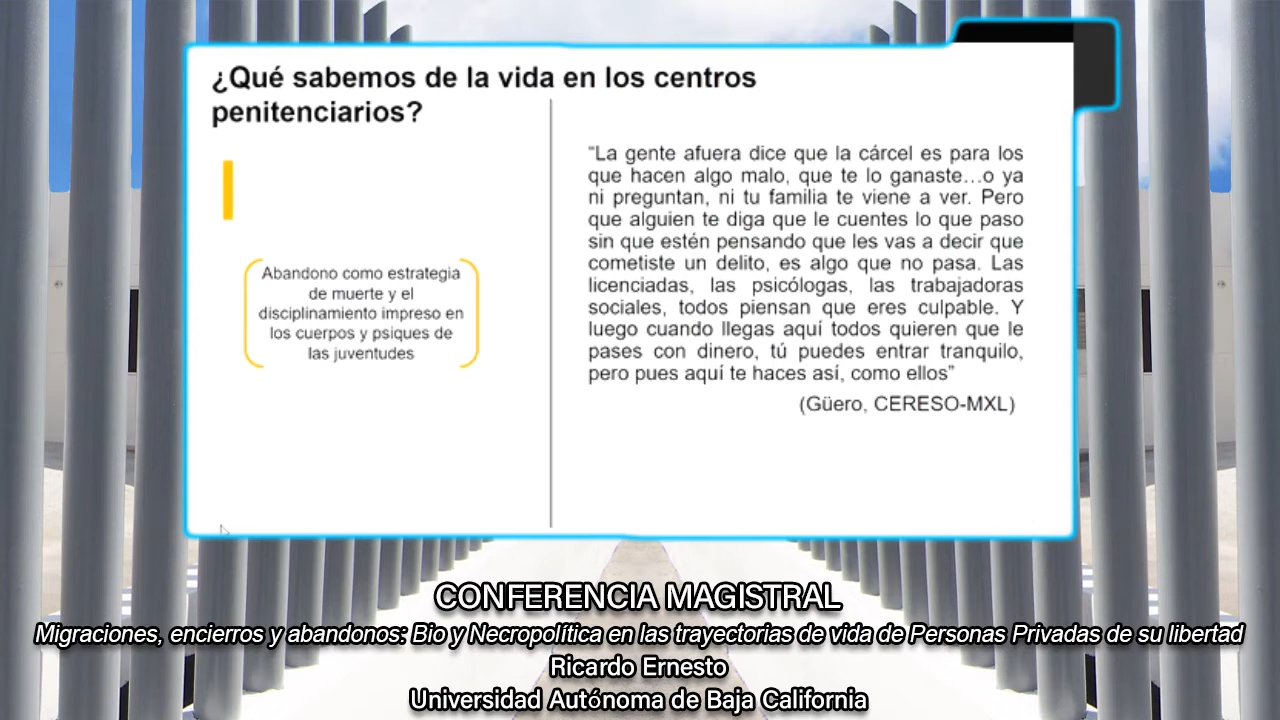 ¿Qué sabemos de la vida en los centros
penitenciarios?
Abandono como estrategia
de muerte y el
disciplinamiento impreso en
los cuerpos y psiques de
las juventudes
“La gente afuera dice que la cárcel es para los
que hacen algo malo, que te lo ganaste…o ya
ni preguntan, ni tu familia te viene a ver. Pero
que alguien te diga que le cuentes lo que paso
sin que estén pensando que les vas a decir que
cometiste un delito, es algo que no pasa. Las
licenciadas, las psicólogas, las trabajadoras
sociales, todos piensan que eres culpable. Y
luego cuando llegas aquí todos quieren que le
pases con dinero, tú puedes entrar tranquilo,
pero pues aquí te haces así, como ellos”
(Güero, CERESO-MXL)
CONFERENCIA MAGISTRAL
Migraciones, encierros y abandonos: Bio y Necropolítica en las trayectorias de vida de Personas Privadas de su libertad
Ricardo Ernesto
Universidad Autónoma de Baja California